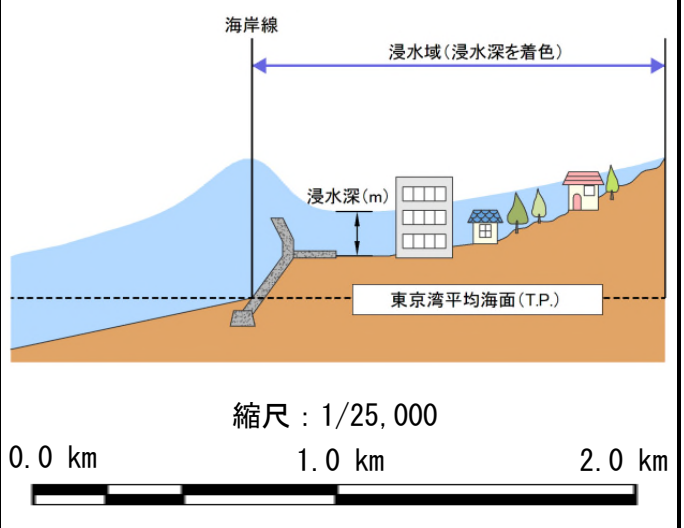 海岸線
浸水域(浸水深を着色)
浸水深(m)
東京湾平均海面(T.P.)
縮尺：1/25,000
0.0 km 1.0 km 2.0 km